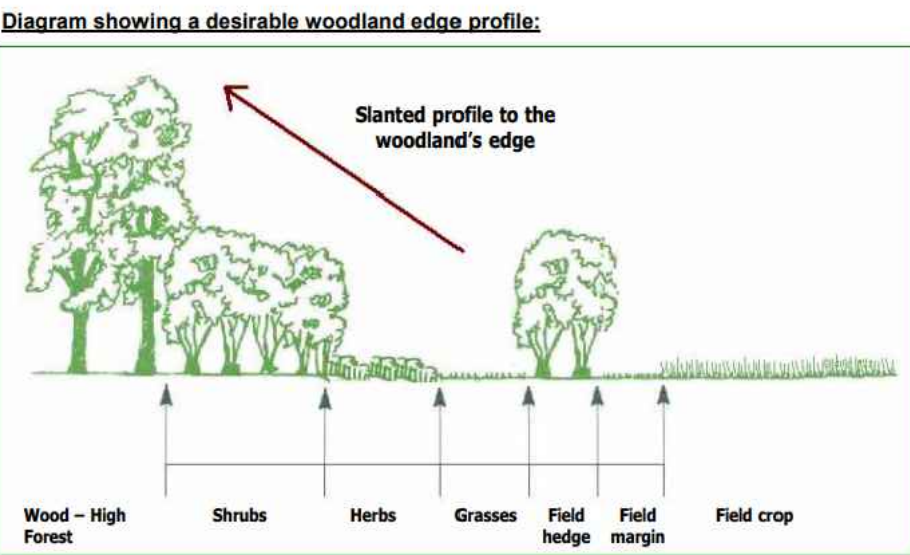 Diagram showing a desirable woodland edge profile:
Slanted profile to the
woodland's edge
Wood – High
Forest
Shrubs
Herbs
Grasses
Field
hedge
Field
margin
Field crop